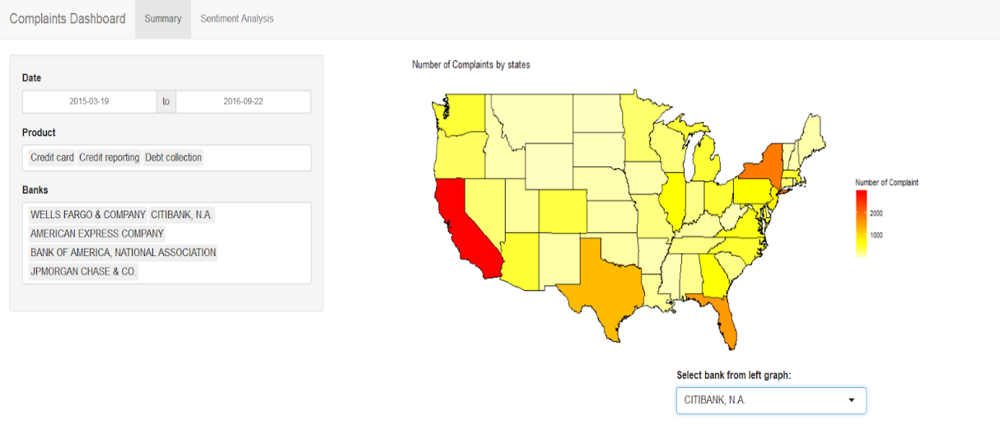 Complaints Dashboard Summary Sentiment Analysis
Date
2015-03-19 to 2016-09-22
Product
Credit card Credit reporting Debt collection
Banks
WELLS FARGO & COMPANY CITIBANK, N.A.
AMERICAN EXPRESS COMPANY
BANK OF AMERICA, NATIONAL ASSOCIATION
JPMORGAN CHASE & CO.
Number of Complaints by states
Number of Complaint
2000
1000
Select bank from left graph:
CITIBANK, N.A.